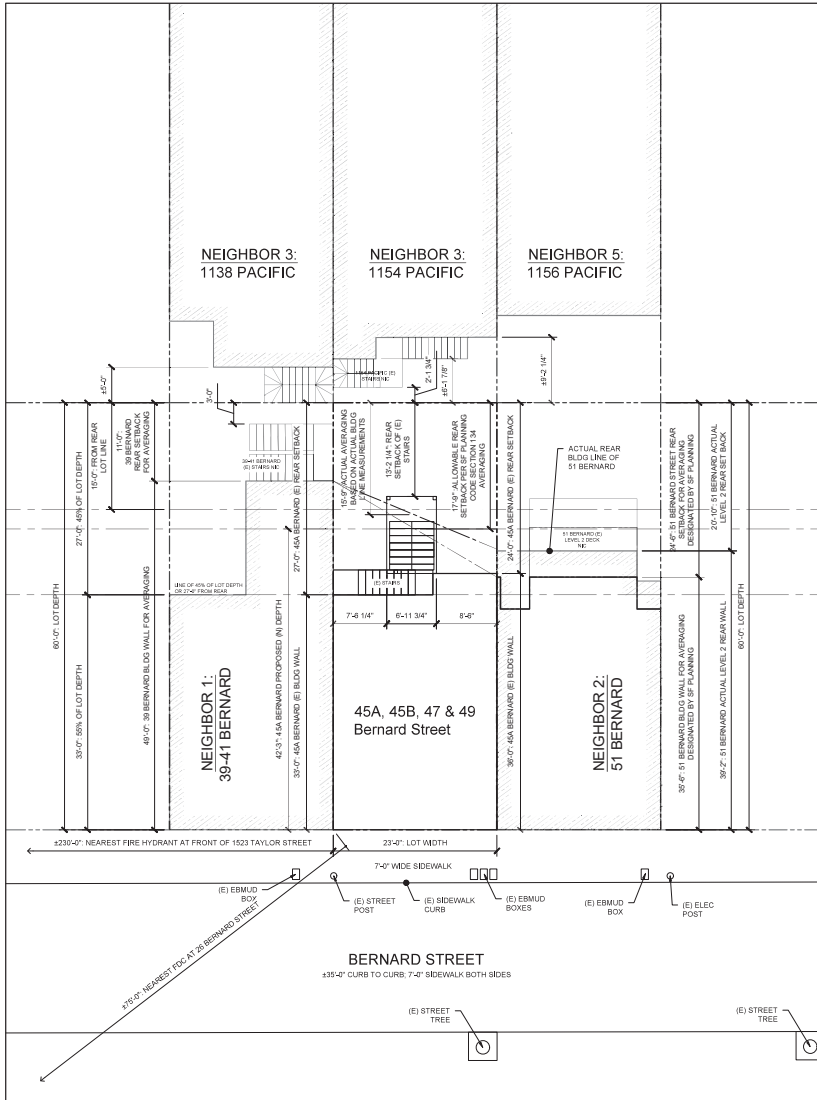 NEIGHBOR 3:
1138 PACIFIC
NEIGHBOR 3:
1154 PACIFIC
NEIGHBOR 5:
1156 PACIFIC
±5'-0"
3'-0"
PACIFIC (E)
STAIRS NIC
2'-1 3/4"
±6'-1 7/8"
±9'-2 1/4"
60'-0" LOT DEPTH
27'-0": 45% OF LOT DEPTH
33'-0": 55% OF LOT DEPTH
15'-0": FROM REAR
LOT LINE
11'-0":
39 BERNARD
REAR SETBACK
FOR AVERAGING
49'-0": 39 BERNARD BLDG WALL FOR AVERAGING
39-41 BERNARD
(E) STAIRS NIC
LINE OF 45% OF LOT DEPTH
OR 27'-0" FROM REAR
27'-0": 45A BERNARD (E) REAR SETBACK
42'-3": 45A BERNARD PROPOSED (N) DEPTH
33'-0": 45A BERNARD (E) BLDG WALL
15'-9": ACTUAL AVERAGING
BASED ON ACTUAL BLDG
LINE MEASUREMENTS
13'-2 1/4": REAR
SETBACK OF (E)
STAIRS
17'-9": ALLOWABLE REAR
SETBACK PER SF PLANNING
CODE SECTION 134
AVERAGING
24'-0": 45A BERNARD (E) REAR SETBACK
36'-0": 45A BERNARD (E) BLDG WALL
(E) STAIRS
7'-6 1/4"
6'-11 3/4"
8'-6"
ACTUAL REAR
BLDG LINE OF
51 BERNARD
51 BERNARD (E)
LEVEL 2 DECK
NIC
24'-6": 51 BERNARD STREET REAR
SETBACK FOR AVERAGING
DESIGNATED BY SF PLANNING
20'-10": 51 BERNARD ACTUAL
LEVEL 2 REAR SET BACK
35'-6": 51 BERNARD BLDG WALL FOR AVERAGING
DESIGNATED BY SF PLANNING
39'-2": 51 BERNARD ACTUAL LEVEL 2 REAR WALL
60'-0": LOT DEPTH
NEIGHBOR 1:
39-41 BERNARD
45A, 45B, 47 & 49
Bernard Street
NEIGHBOR 2:
51 BERNARD
±230'-0": NEAREST FIRE HYDRANT AT FRONT OF 1523 TAYLOR STREET
23'-0": LOT WIDTH
7'-0" WIDE SIDEWALK
(E) EBMUD
BOX
(E) STREET
POST
(E) SIDEWALK
CURB
(E) EBMUD
BOXES
(E) EBMUD
BOX
(E) ELEC
POST
±75'-0": NEAREST FDC AT 26 BERNARD STREET
BERNARD STREET
±35'-0" CURB TO CURB; 7'-0" SIDEWALK BOTH SIDES
(E) STREET
TREE
(E) STREET
TREE